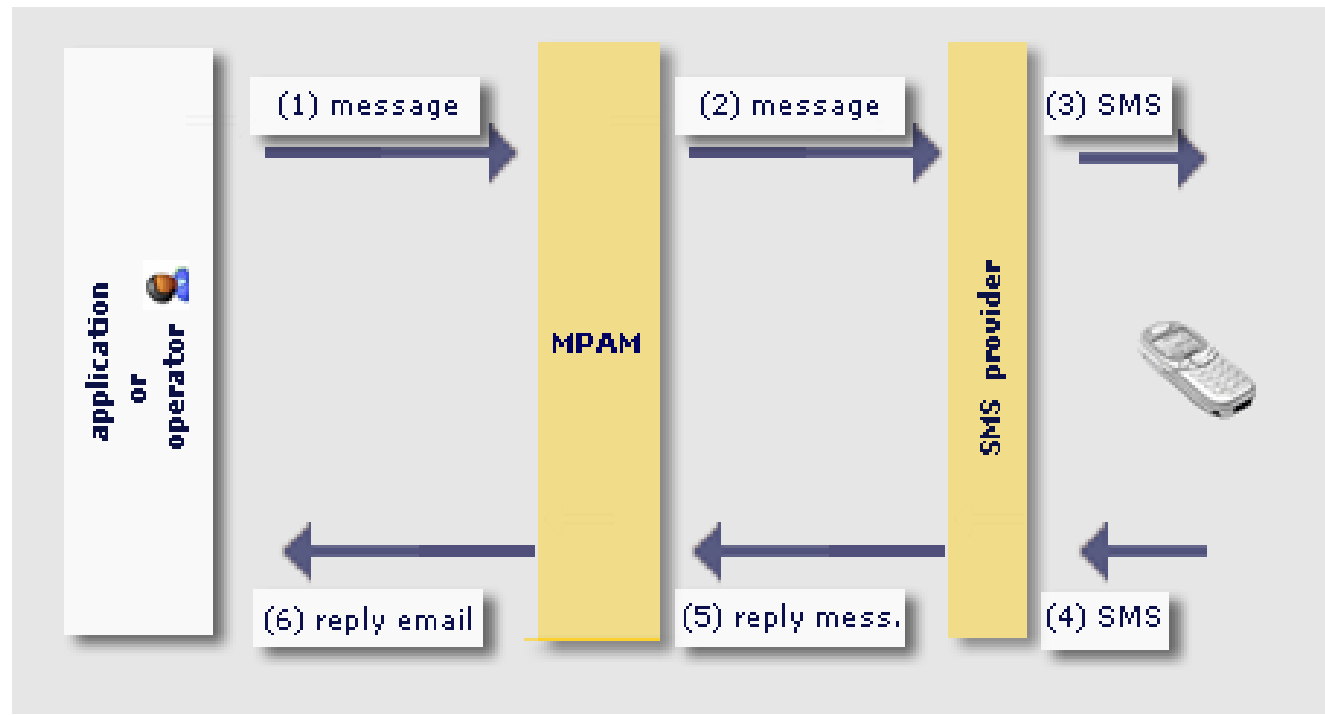 (1) message
(2) message
(3) SMS
application
or
operator
MPAM
SMS provider
(6) reply email
(5) reply mess.
(4) SMS